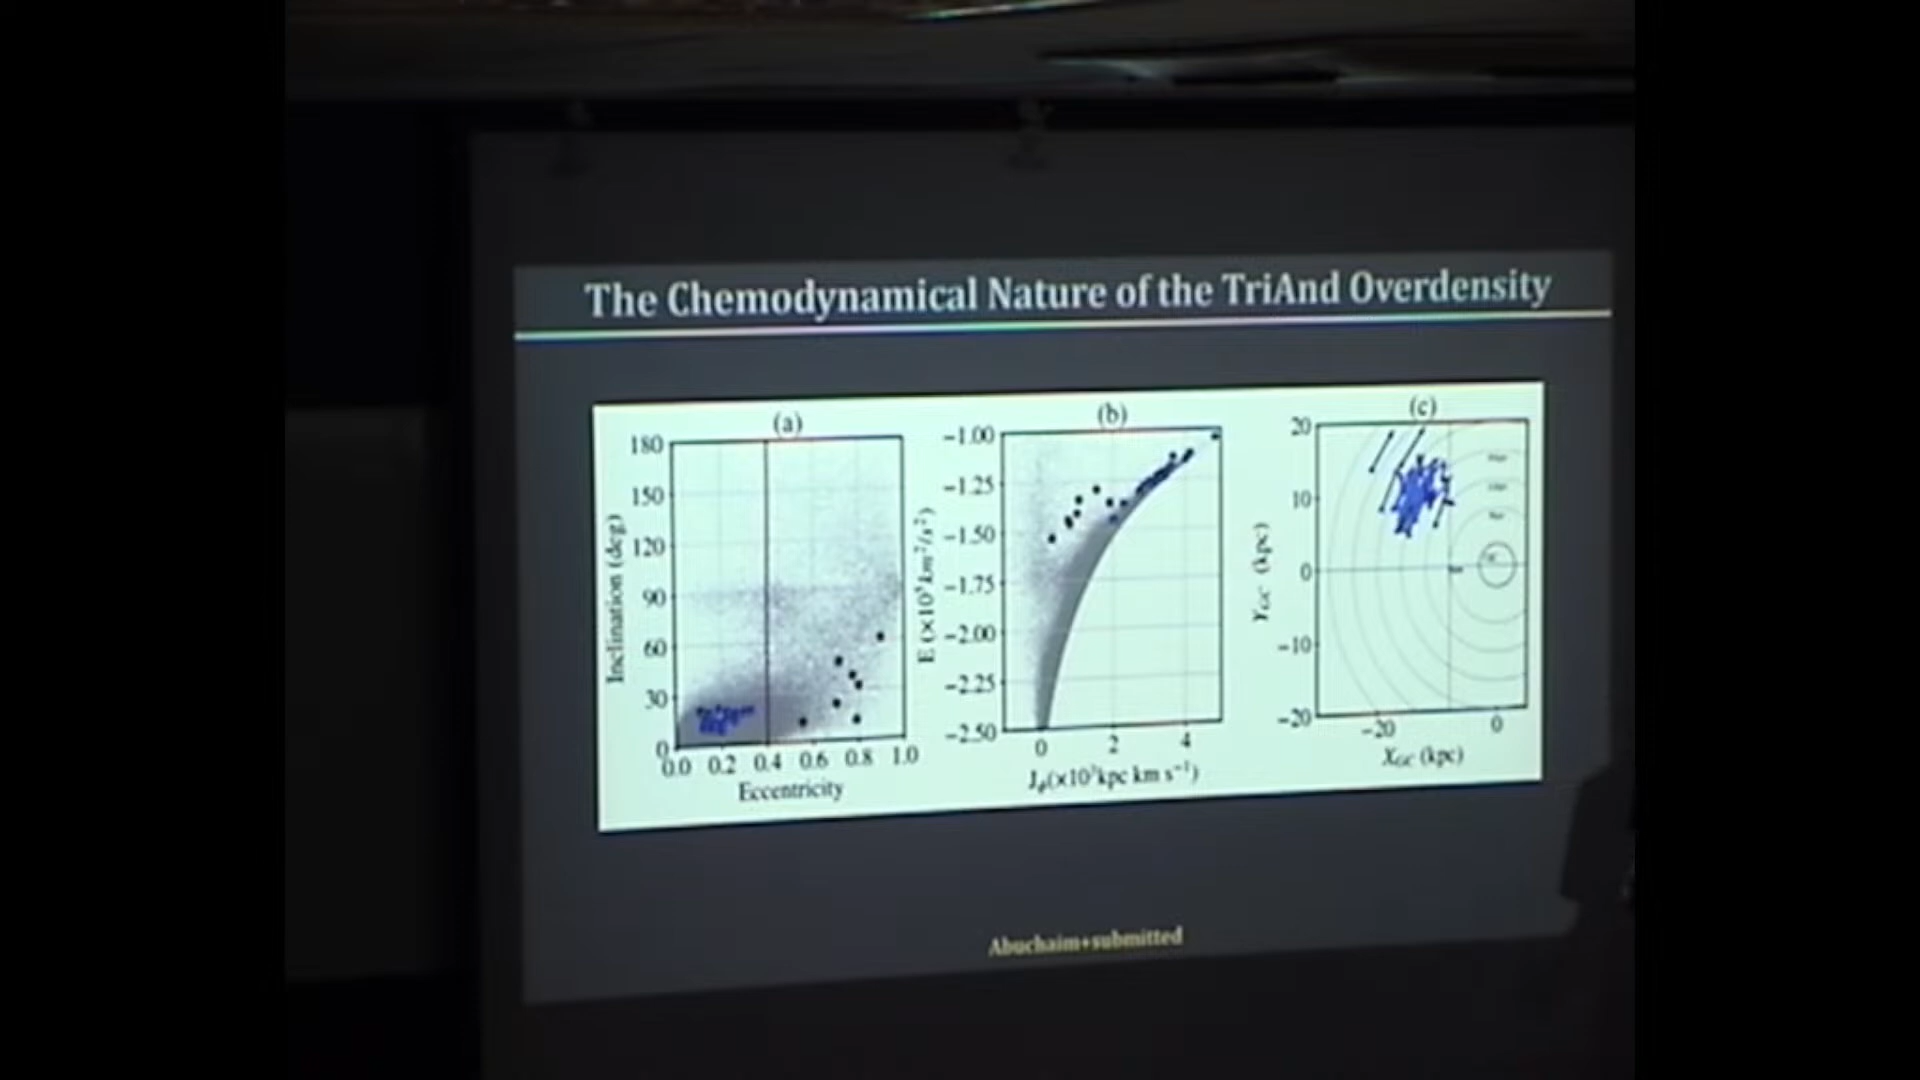 The Chemodynamical Nature of the TriAnd Overdensity
(a)
180
150
120
90
60
30
0
Inclination (deg)
0.0 0.2 0.4 0.6 0.8 1.0
Eccentricity
(b)
−1.00
−1.25
−1.50
−1.75
−2.00
−2.25
−2.50
0 2 4
(c)
20
10
0
−10
−20
−20 0
X_GC (kpc)
Y_GC (kpc)
Abuchaim+submitted